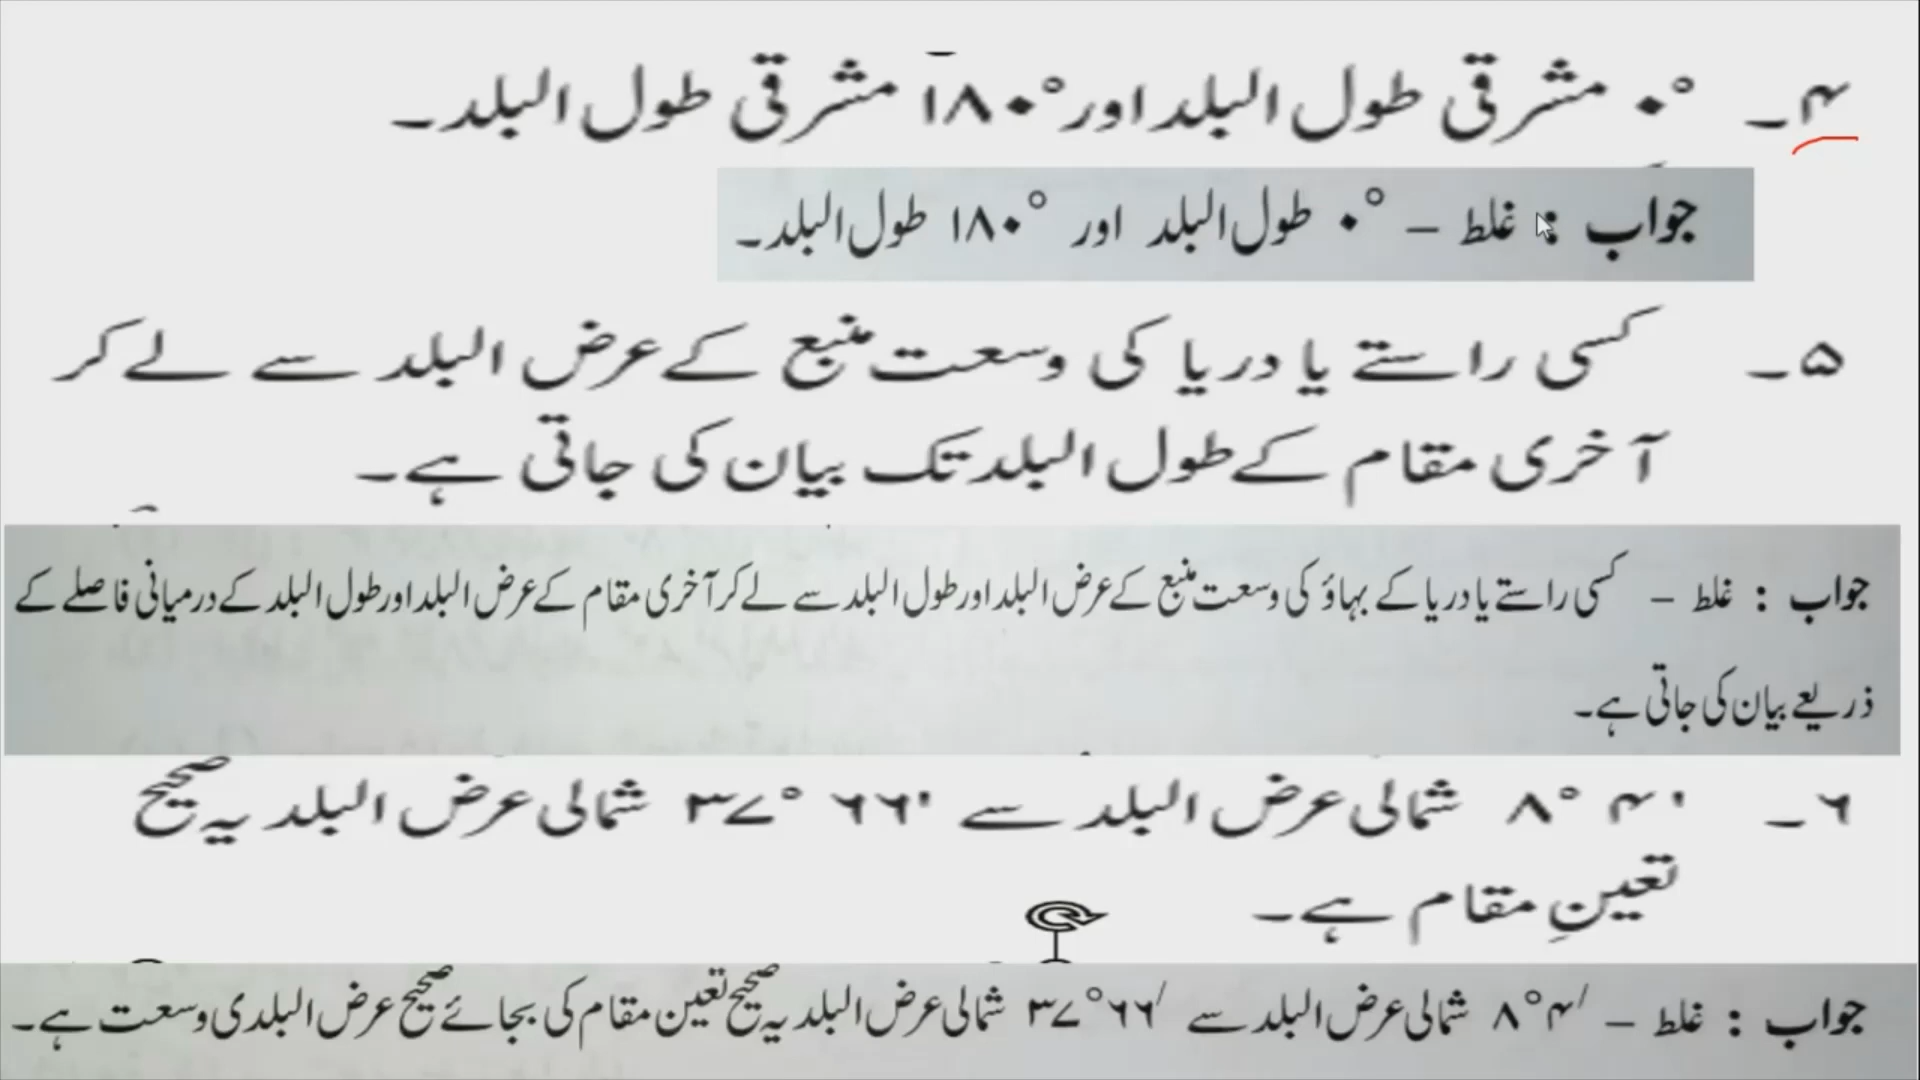 ۴۔ ۰° مشرقی طول البلد اور ۱۸۰° مشرقی طول البلد۔
جواب : غلط – ۰° طول البلد اور ۱۸۰° طول البلد۔
۵۔ کسی راستے یا دریا کی وسعت منبع کے عرض البلد سے لے کر
آخری مقام کے طول البلد تک بیان کی جاتی ہے۔
جواب : غلط – کسی راستے یا دریا کے بہاؤ کی وسعت منبع کے عرض البلد اور طول البلد سے لے کر آخری مقام کے عرض البلد اور طول البلد کے درمیانی فاصلے کے
ذریعے بیان کی جاتی ہے۔
۶۔ ۸° ۴' شمالی عرض البلد سے ۳۷° ۶۶' شمالی عرض البلد یہ صحیح
تعینِ مقام ہے۔
جواب : غلط – ۸°۴' شمالی عرض البلد سے ۳۷°۶۶' شمالی عرض البلد یہ صحیح تعین مقام کی بجائے صحیح عرض البلدی وسعت ہے۔